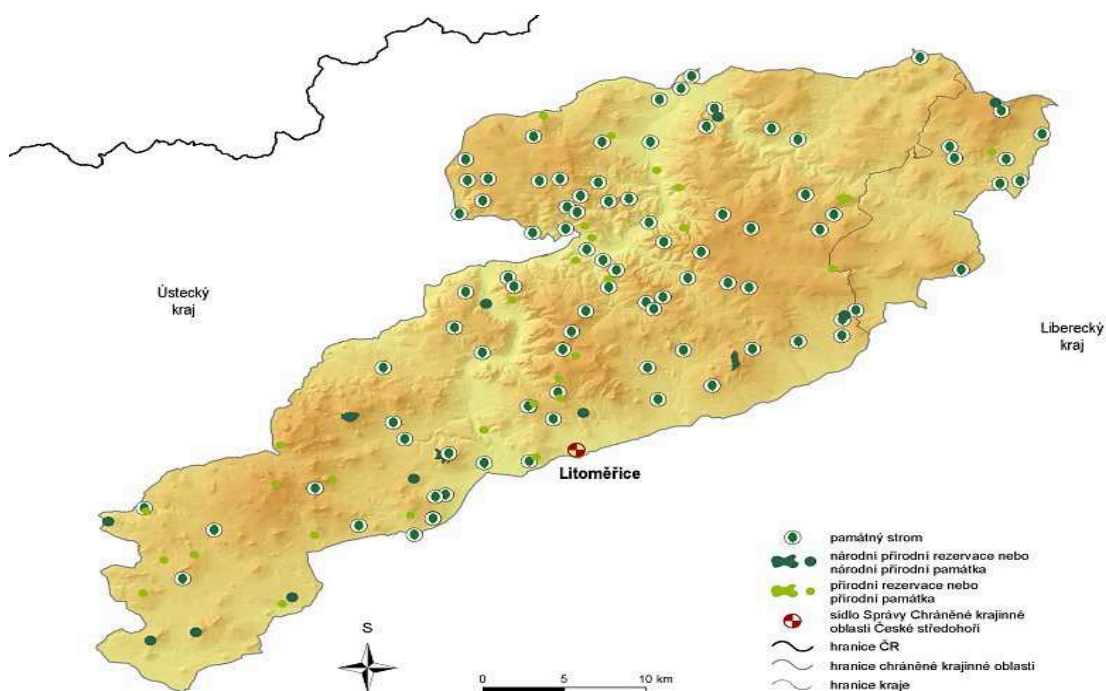 Ústecký
kraj
Liberecký
kraj
Litoměřice
S
0 5 10 km
památný strom
národní přírodní rezervace nebo
národní přírodní památka
přírodní rezervace nebo
přírodní památka
sídlo Správy Chráněné krajinné
oblasti České středohoří
hranice ČR
hranice chráněné krajinné oblasti
hranice kraje